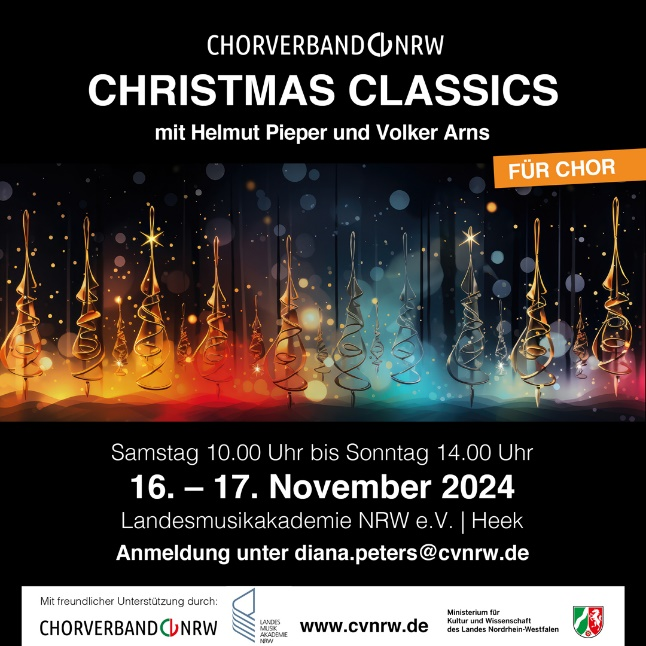 CHORVERBAND NRW
CHRISTMAS CLASSICS
mit Helmut Pieper und Volker Arns
FÜR CHOR
Samstag 10.00 Uhr bis Sonntag 14.00 Uhr
16. – 17. November 2024
Landesmusikakademie NRW e.V. | Heek
Anmeldung unter diana.peters@cvnrw.de
Mit freundlicher Unterstützung durch:
CHORVERBAND NRW
LANDES
MUSIK
AKADEMIE
NRW
www.cvnrw.de
Ministerium für
Kultur und Wissenschaft
des Landes Nordrhein-Westfalen